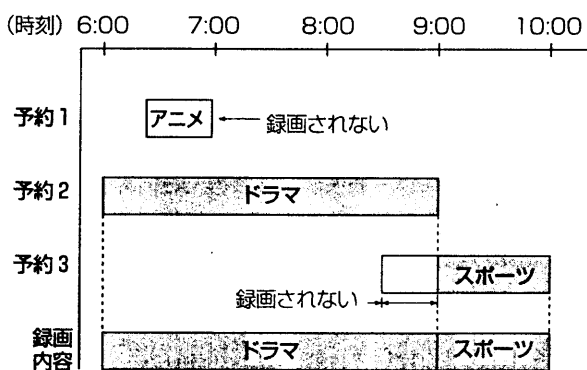 (時刻) 6:00 7:00 8:00 9:00 10:00
予約1 アニメ 録画されない
予約2 ドラマ
予約3 スポーツ
録画されない
録画内容 ドラマ スポーツ